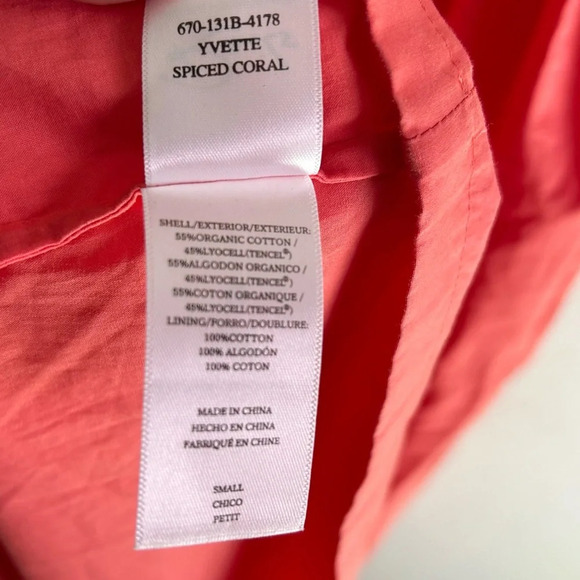 670-131B-4178
YVETTE
SPICED CORAL
SHELL/EXTERIOR/EXTERIEUR:
55%ORGANIC COTTON /
45%LYOCELL(TENCEL®)
55%ALGODON ORGANICO /
45%LYOCELL(TENCEL®)
55%COTON ORGANIQUE /
45%LYOCELL(TENCEL®)
LINING/FORRO/DOUBLURE:
100%COTTON
100% ALGODÓN
100% COTON
MADE IN CHINA
HECHO EN CHINA
FABRIQUÉ EN CHINE
SMALL
CHICO
PETIT